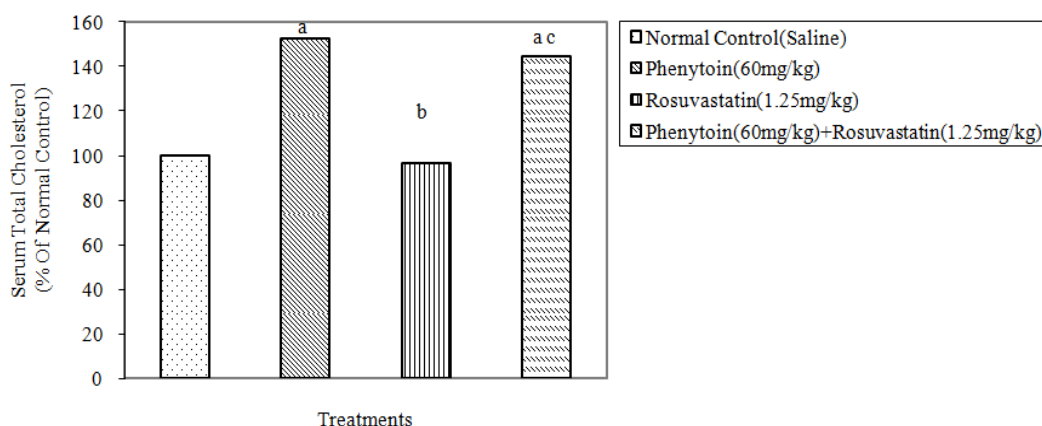 160
140
120
100
80
60
40
20
0
Serum Total Cholesterol
(% Of Normal Control)
a
b
a c
Treatments
Normal Control(Saline)
Phenytoin(60mg/kg)
Rosuvastatin(1.25mg/kg)
Phenytoin(60mg/kg)+Rosuvastatin(1.25mg/kg)